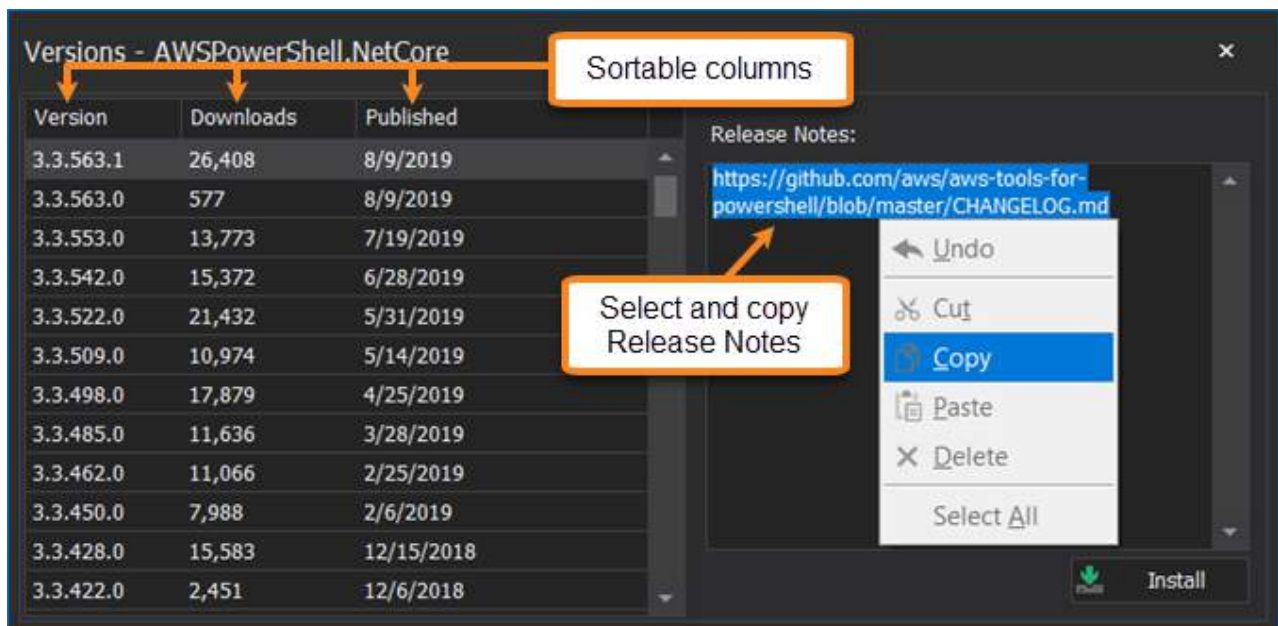 Versions - AWSPowerShell.NetCore
Sortable columns
Version Downloads Published
3.3.563.1 26,408 8/9/2019
3.3.563.0 577 8/9/2019
3.3.553.0 13,773 7/19/2019
3.3.542.0 15,372 6/28/2019
3.3.522.0 21,432 5/31/2019
3.3.509.0 10,974 5/14/2019
3.3.498.0 17,879 4/25/2019
3.3.485.0 11,636 3/28/2019
3.3.462.0 11,066 2/25/2019
3.3.450.0 7,988 2/6/2019
3.3.428.0 15,583 12/15/2018
3.3.422.0 2,451 12/6/2018
Release Notes:
https://github.com/aws/aws-tools-for-
powershell/blob/master/CHANGELOG.md
Select and copy
Release Notes
Undo
Cut
Copy
Paste
Delete
Select All
Install